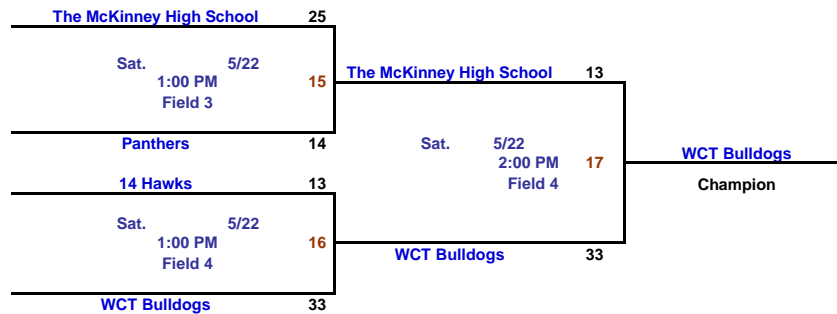 The McKinney High School 25
Sat. 5/22
1:00 PM 15
Field 3
Panthers 14
The McKinney High School 13
Sat. 5/22
2:00 PM 17
Field 4
WCT Bulldogs
Champion
14 Hawks 13
Sat. 5/22
1:00 PM 16
Field 4
WCT Bulldogs 33
WCT Bulldogs 33